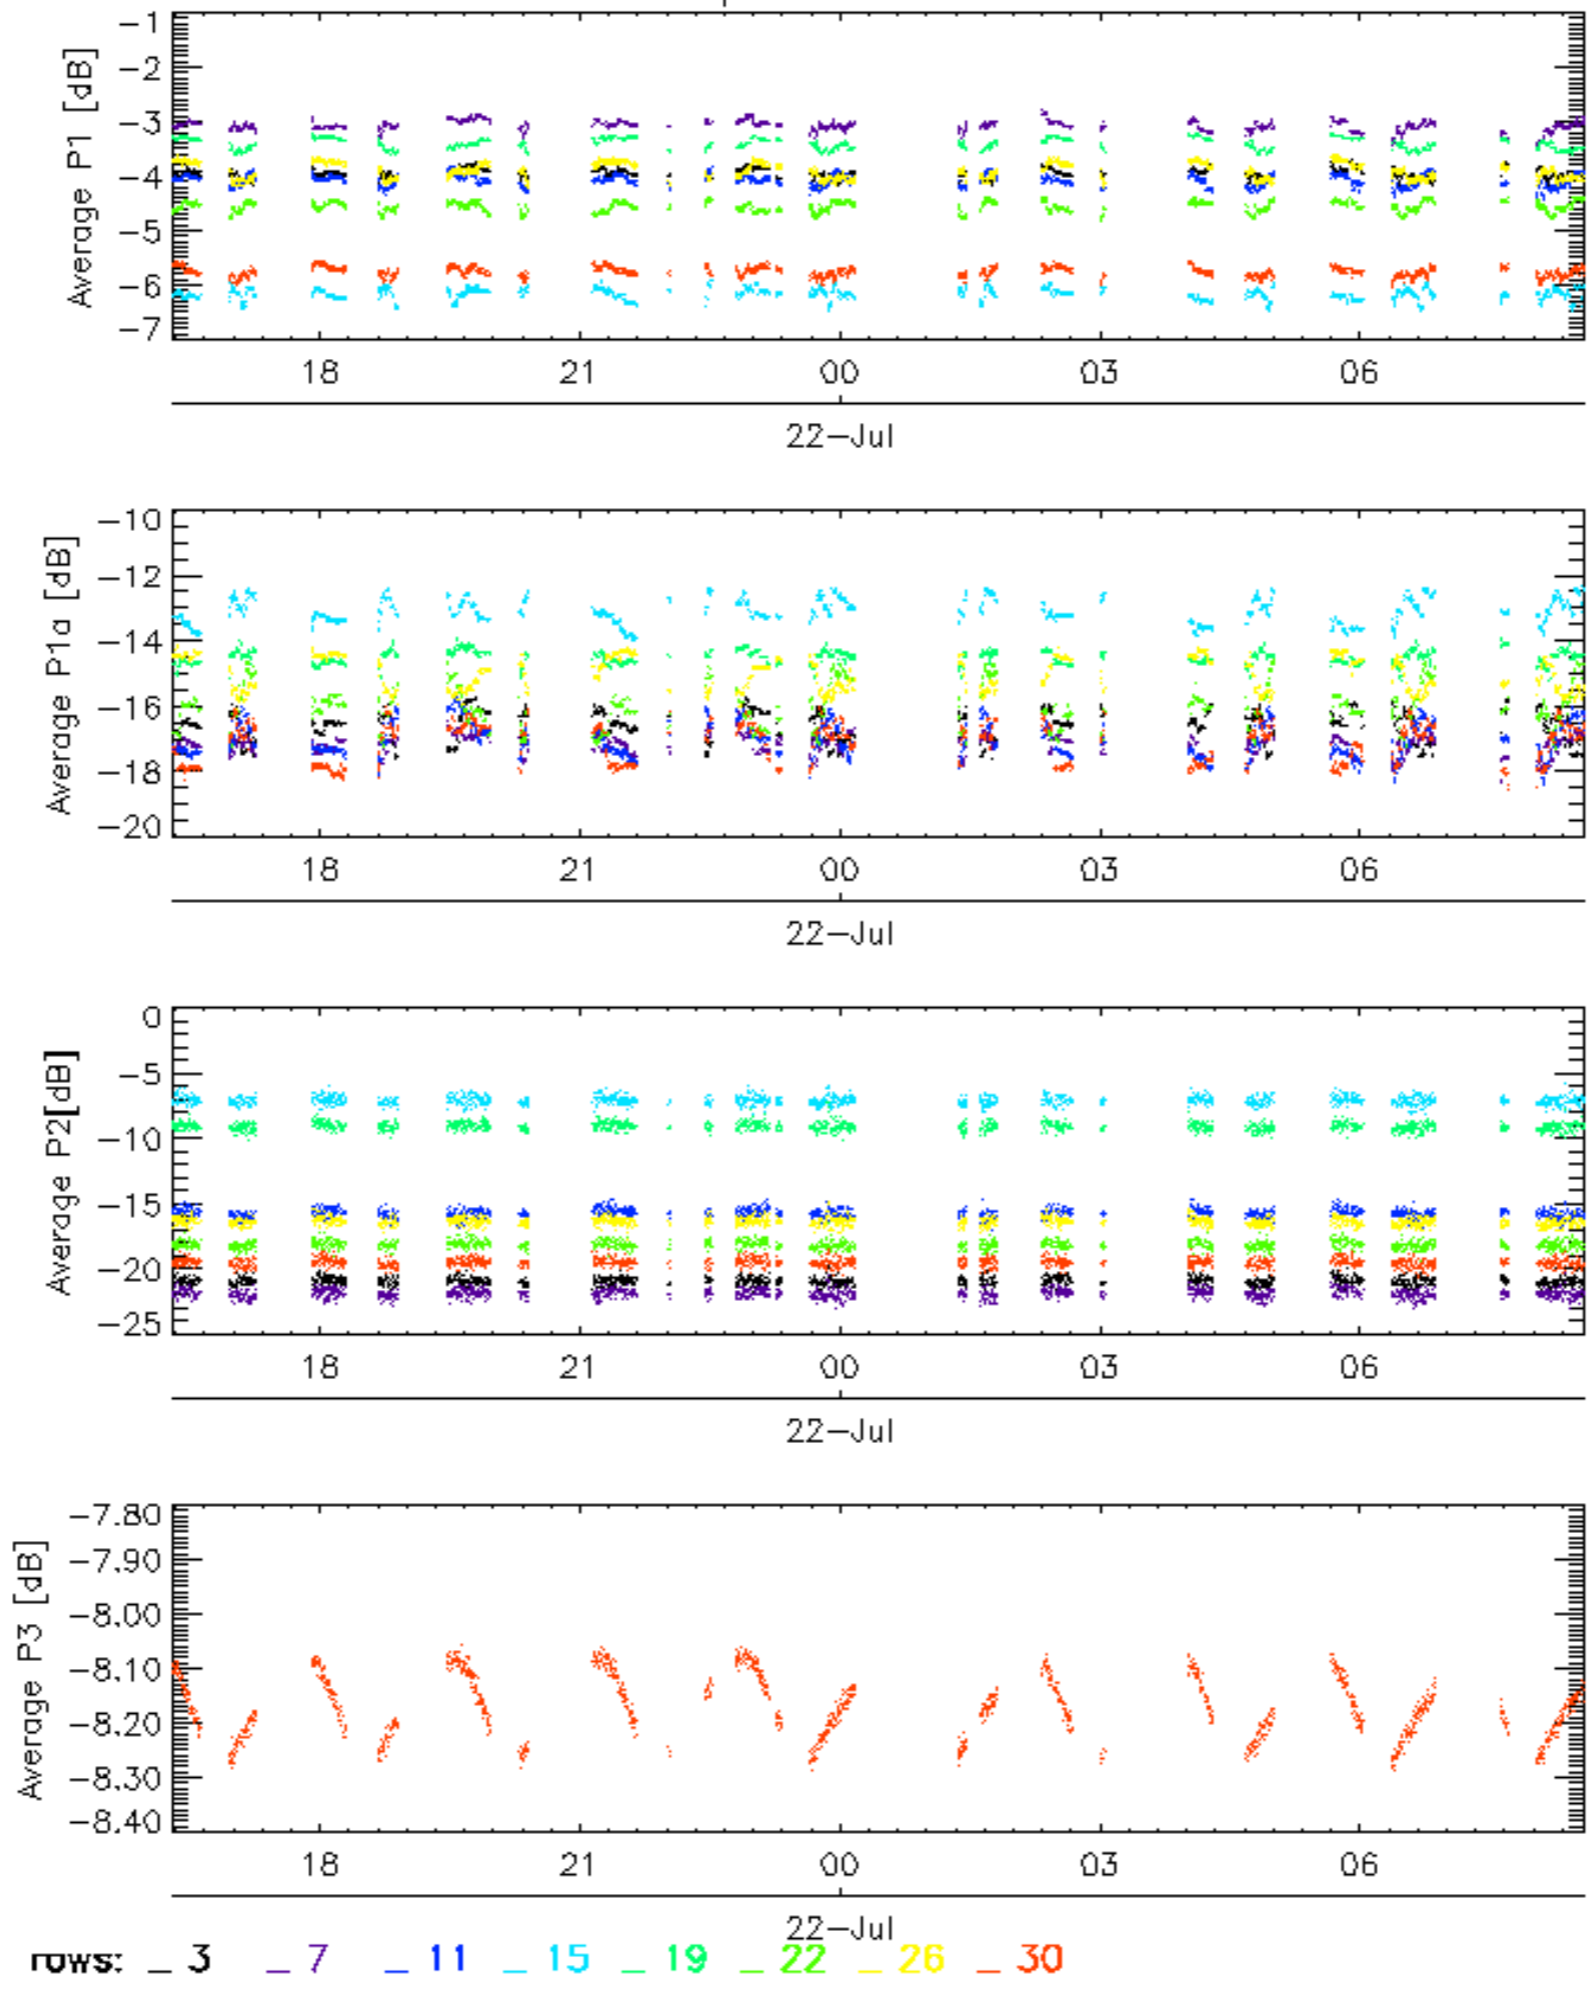 Average P1 [dB]
−1
−2
−3
−4
−5
−6
−7
18 21 00 03 06
22−Jul
Average P1a [dB]
−10
−12
−14
−16
−18
−20
18 21 00 03 06
22−Jul
Average P2[dB]
0
−5
−10
−15
−20
−25
18 21 00 03 06
22−Jul
Average P3 [dB]
−7.80
−7.90
−8.00
−8.10
−8.20
−8.30
−8.40
18 21 00 03 06
22−Jul
rows: _ 3 _ 7 _ 11 _ 15 _ 19 _ 22 _ 26 _ 30